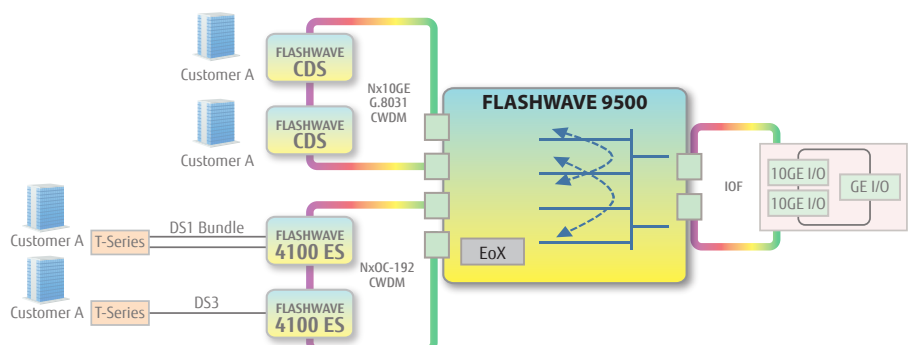 Customer A
FLASHWAVE
CDS
Customer A
FLASHWAVE
CDS
Nx10GE
G.8031
CWDM
FLASHWAVE 9500
EoX
IOF
10GE I/O
10GE I/O
GE I/O
Customer A
T-Series
DS1 Bundle
FLASHWAVE
4100 ES
NxOC-192
CWDM
Customer A
T-Series
DS3
FLASHWAVE
4100 ES